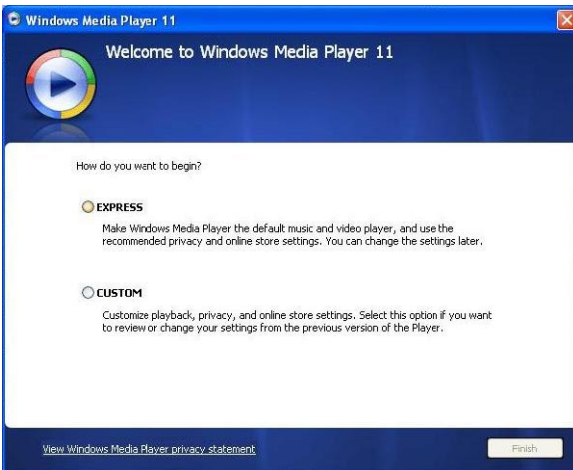 Windows Media Player 11
Welcome to Windows Media Player 11
How do you want to begin?
EXPRESS
Make Windows Media Player the default music and video player, and use the
recommended privacy and online store settings. You can change the settings later.
CUSTOM
Customize playback, privacy, and online store settings. Select this option if you want
to review or change your settings from the previous version of the Player.
View Windows Media Player privacy statement
Finish